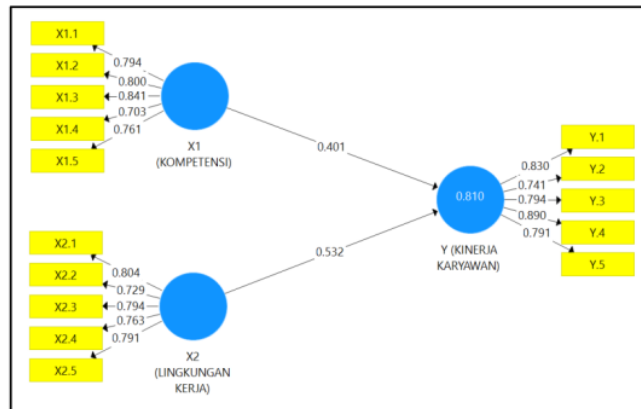 X1.1
X1.2
X1.3
X1.4
X1.5
0.794
0.800
0.841
0.703
0.761
X1
(KOMPETENSI)
0.401
X2.1
X2.2
X2.3
X2.4
X2.5
0.804
0.729
0.794
0.763
0.791
X2
(LINGKUNGAN
KERJA)
0.532
0.810
Y (KINERJA
KARYAWAN)
0.830
0.741
0.794
0.890
0.791
Y.1
Y.2
Y.3
Y.4
Y.5